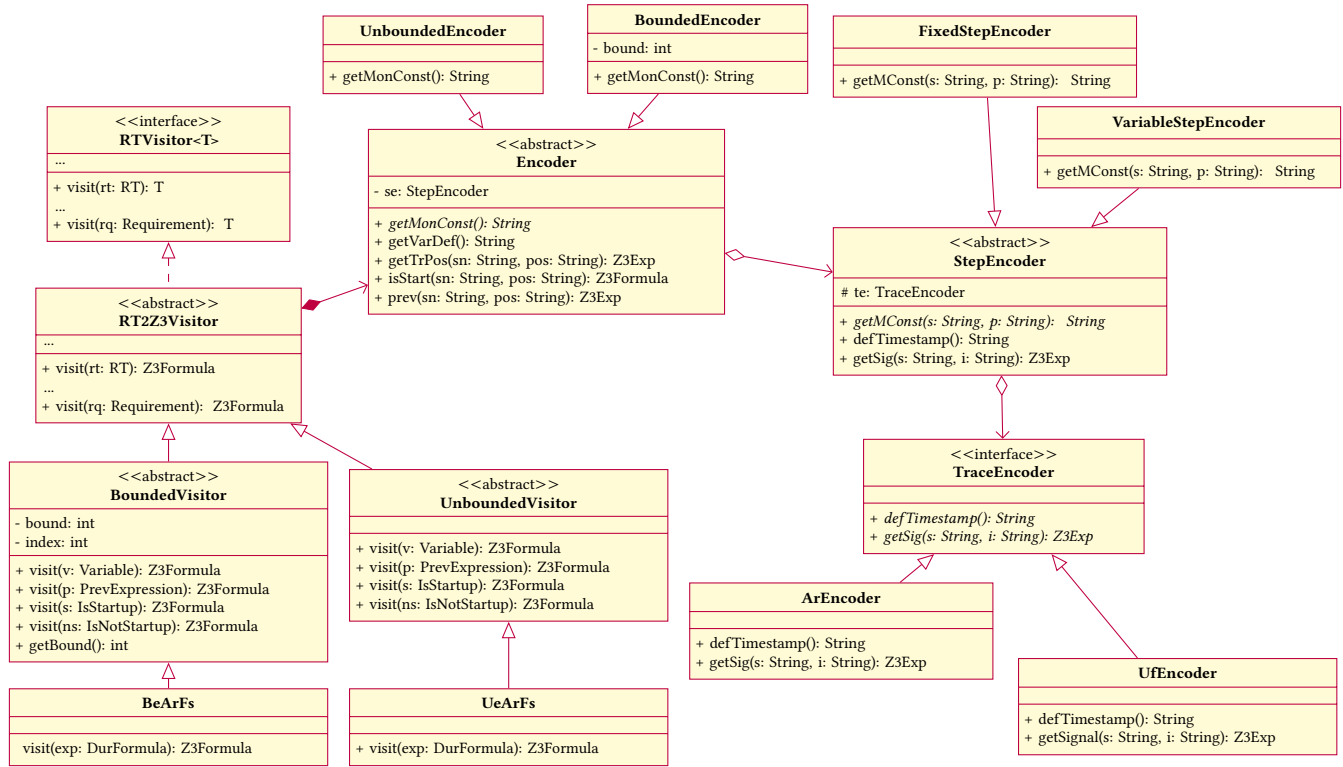 UnboundedEncoder
+ getMonConst(): String
BoundedEncoder
- bound: int
+ getMonConst(): String
FixedStepEncoder
+ getMConst(s: String, p: String): String
VariableStepEncoder
+ getMConst(s: String, p: String): String
<<interface>>
RTVisitor<T>
...
+ visit(rt: RT): T
...
+ visit(rq: Requirement): T
<<abstract>>
Encoder
- se: StepEncoder
+ getMonConst(): String
+ getVarDef(): String
+ getTrPos(sn: String, pos: String): Z3Exp
+ isStart(sn: String, pos: String): Z3Formula
+ prev(sn: String, pos: String): Z3Exp
<<abstract>>
StepEncoder
# te: TraceEncoder
+ getMConst(s: String, p: String): String
+ defTimestamp(): String
+ getSig(s: String, i: String): Z3Exp
<<abstract>>
RT2Z3Visitor
...
+ visit(rt: RT): Z3Formula
...
+ visit(rq: Requirement): Z3Formula
<<interface>>
TraceEncoder
+ defTimestamp(): String
+ getSig(s: String, i: String): Z3Exp
<<abstract>>
BoundedVisitor
- bound: int
- index: int
+ visit(v: Variable): Z3Formula
+ visit(p: PrevExpression): Z3Formula
+ visit(s: IsStartup): Z3Formula
+ visit(ns: IsNotStartup): Z3Formula
+ getBound(): int
<<abstract>>
UnboundedVisitor
+ visit(v: Variable): Z3Formula
+ visit(p: PrevExpression): Z3Formula
+ visit(s: IsStartup): Z3Formula
+ visit(ns: IsNotStartup): Z3Formula
ArEncoder
+ defTimestamp(): String
+ getSig(s: String, i: String): Z3Exp
UfEncoder
+ defTimestamp(): String
+ getSignal(s: String, i: String): Z3Exp
BeArFs
visit(exp: DurFormula): Z3Formula
UeArFs
+ visit(exp: DurFormula): Z3Formula